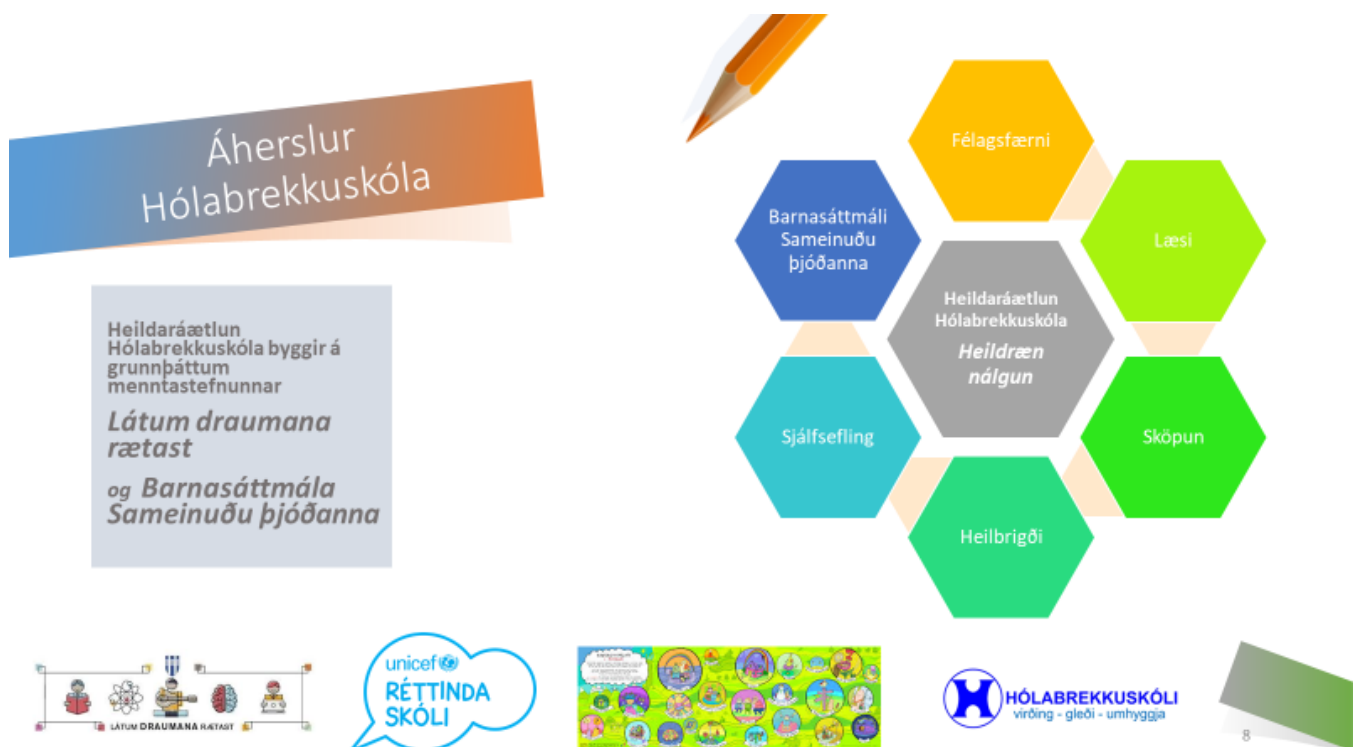 Áherslur
Hólabrekkuskóla
Heildaráætlun
Hólabrekkuskóla byggir á
grunnþáttum
menntastefnunnar
Látum draumana
rætast
og Barnasáttmála
Sameinuðu þjóðanna
Félagsfærni
Barnasáttmáli
Sameinuðu
þjóðanna
Læsi
Heildaráætlun
Hólabrekkuskóla
Heildræn
nálgun
Sjálfsefling
Sköpun
Heilbrigði
LÁTUM DRAUMANA RÆTAST
unicef
RÉTTINDA
SKÓLI
HÓLABREKKUSKÓLI
virðing - gleði - umhyggja
8